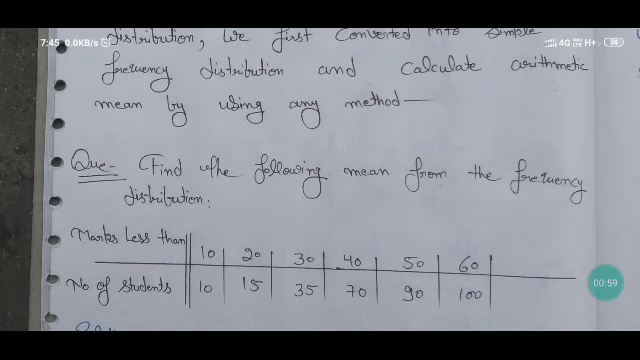 7:45 0.0KB/s 4G H+ 74
distribution, we first converted into simple
frequency distribution and calculate arithmetic
mean by using any method—
Que- Find the following mean from the frequency
distribution:
Marks Less than 10 20 30 40 50 60
No of students 10 15 35 70 90 100
00:59